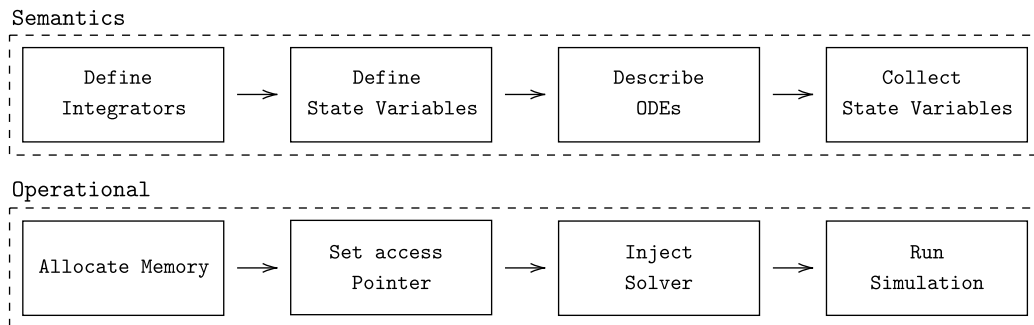 Semantics
Define
Integrators
Define
State Variables
Describe
ODEs
Collect
State Variables
Operational
Allocate Memory
Set access
Pointer
Inject
Solver
Run
Simulation